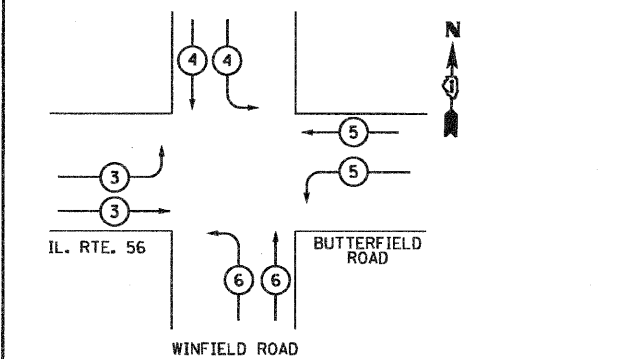 N
4 4
5
5
3
3
IL. RTE. 56
BUTTERFIELD
ROAD
6 6
WINFIELD ROAD